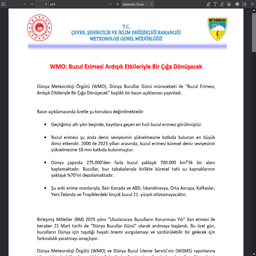 T.C.
ÇEVRE, ŞEHİRCİLİK VE İKLİM DEĞİŞİKLİĞİ BAKANLIĞI
METEOROLOJİ GENEL MÜDÜRLÜĞÜ
WMO: Buzul Erimesi Ardışık Etkileriyle Bir Çığa Dönüşecek
Dünya Meteoroloji Örgütü (WMO), Dünya Buzullar Günü münasebeti ile "Buzul Erimesi,
Ardışık Etkileriyle Bir Çığa Dönüşecek" başlıklı bir basın açıklaması yayınladı.
Basın açıklamasında özetle şu konulara değinilmektedir:
• Geçtiğimiz altı yılın beşinde, kayıtlara geçen en hızlı buzul erimesi görülmüştür.
• Buzul erimesi şu anda deniz seviyesinin yükselmesine katkıda bulunan en büyük
ikinci etkendir. 2000 ile 2023 yılları arasında, buzul erimesi küresel deniz seviyesinin
yükselmesine 18 mm katkıda bulunmuştur.
• Dünya çapında 275.000'den fazla buzul yaklaşık 700.000 km²'lik bir alanı
kaplamaktadır. Buzullar, buz tabakalarıyla birlikte küresel tatlı su kaynaklarının
yaklaşık %70'ini depolamaktadır.
• Şu anki erime oranlarıyla, Batı Kanada ve ABD, İskandinavya, Orta Avrupa, Kafkaslar,
Yeni Zelanda ve Tropiklerdeki birçok buzul 21. yüzyılı atlatamayacaktır.
Birleşmiş Milletler (BM) 2025 yılını "Uluslararası Buzulların Korunması Yılı" ilan etmesi ile
beraber 21 Mart tarihi de "Dünya Buzullar Günü" olarak anılmaya başlandı. Bu özel gün,
buzulların Dünya için taşıdığı hayati önemi vurgulamayı ve sürdürülebilir bir gelecek için
farkındalık yaratmayı amaçlıyor.
Dünya Meteoroloji Örgütü (WMO) ve Dünya Buzul İzleme Servisi'nin (WGMS) raporlarına